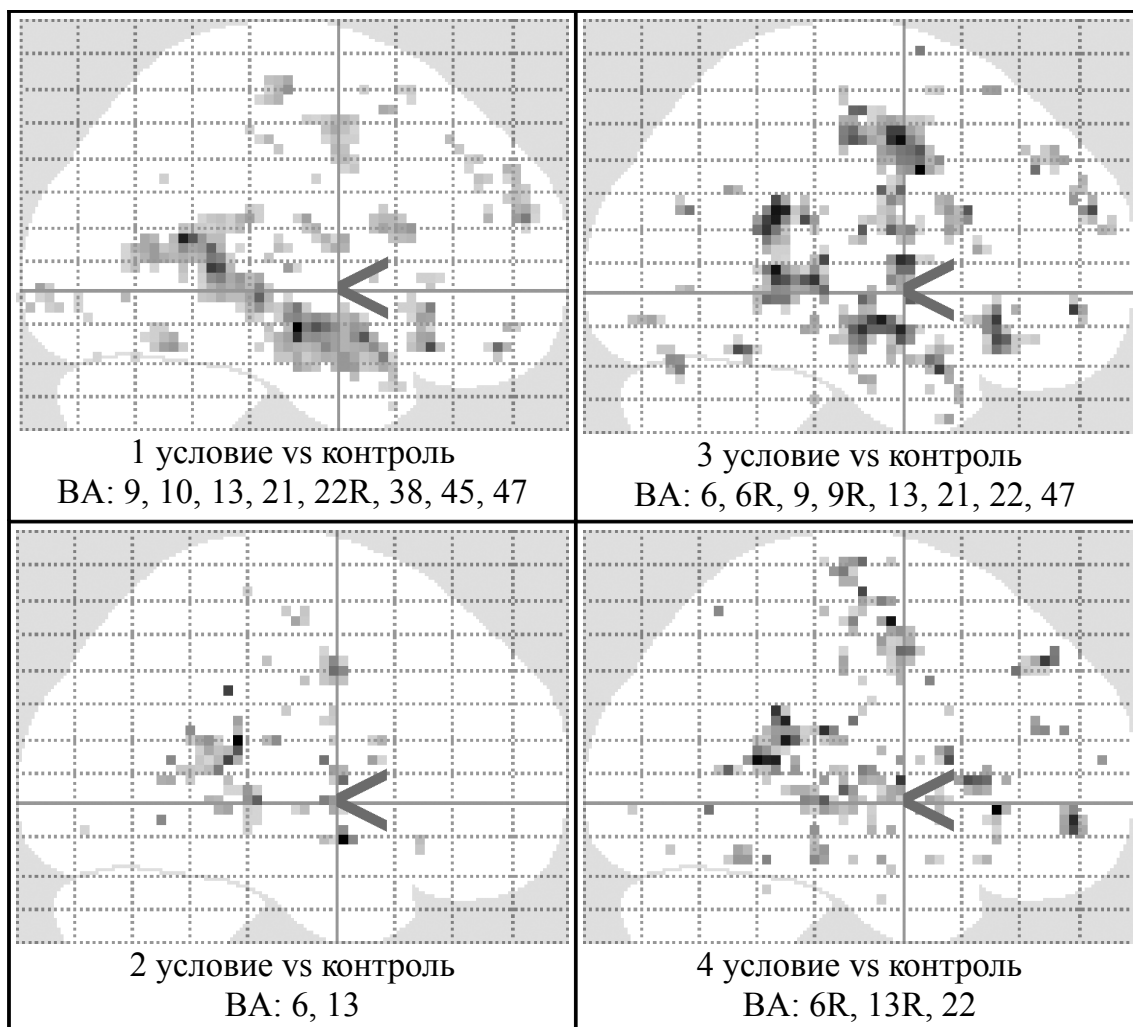 1 условие vs контроль
BA: 9, 10, 13, 21, 22R, 38, 45, 47
3 условие vs контроль
BA: 6, 6R, 9, 9R, 13, 21, 22, 47
2 условие vs контроль
BA: 6, 13
4 условие vs контроль
BA: 6R, 13R, 22